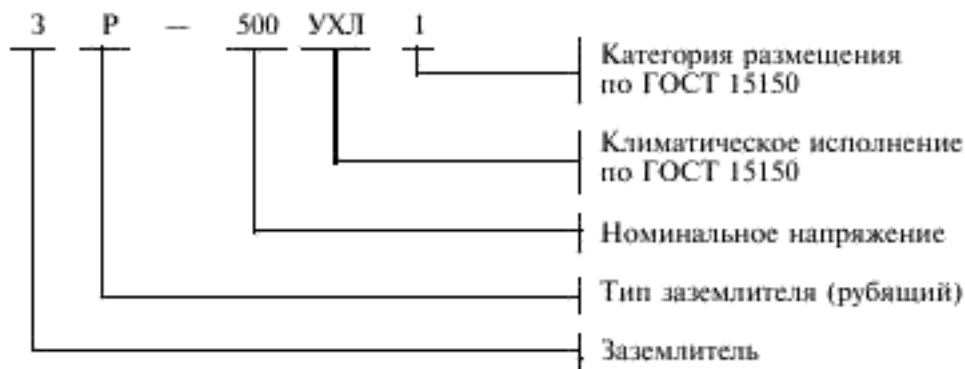 З Р — 500 УХЛ 1
Категория размещения
по ГОСТ 15150
Климатическое исполнение
по ГОСТ 15150
Номинальное напряжение
Тип заземлителя (рубящий)
Заземлитель